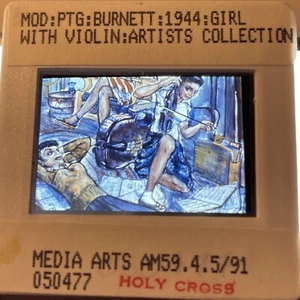 MOD:PTG:BURNETT:1944:GIRL
WITH VIOLIN:ARTISTS COLLECTION
MEDIA ARTS AM59.4.5/91
050477 HOLY CROSS